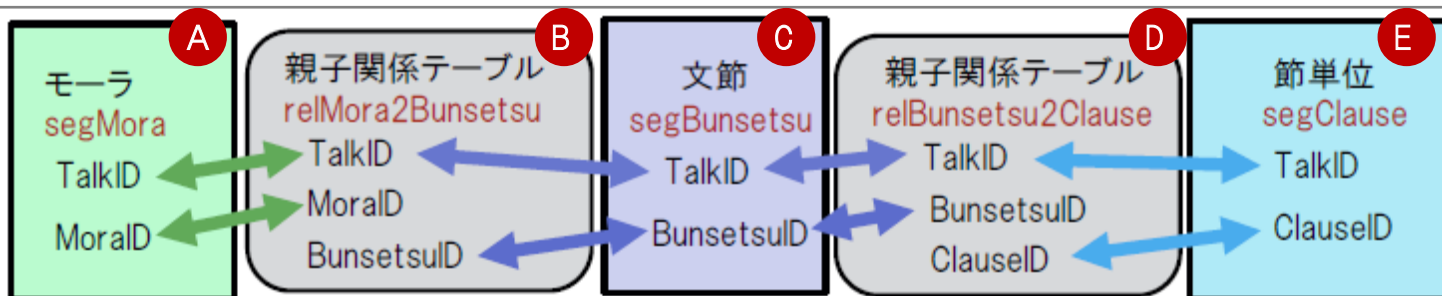 A
モーラ
segMora
TalkID
MoraID
B
親子関係テーブル
relMora2Bunsetsu
TalkID
MoraID
BunsetsuID
C
文節
segBunsetsu
TalkID
BunsetsuID
D
親子関係テーブル
relBunsetsu2Clause
TalkID
BunsetsuID
ClauseID
E
節単位
segClause
TalkID
ClauseID